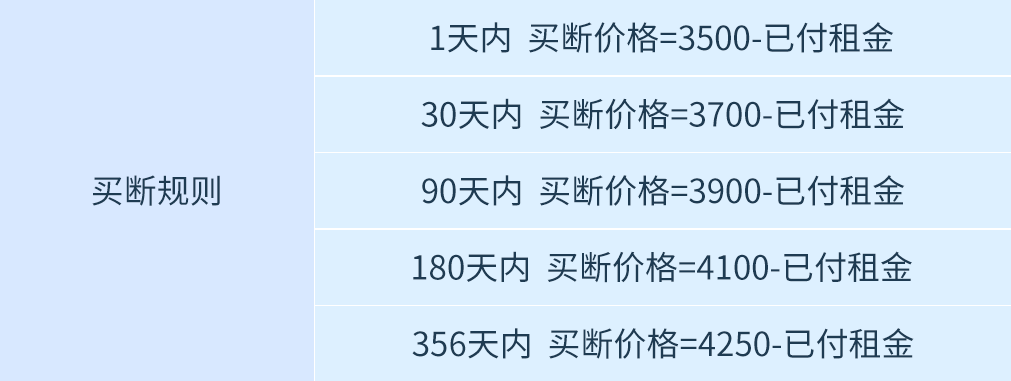 买断规则
1天内 买断价格=3500-已付租金
30天内 买断价格=3700-已付租金
90天内 买断价格=3900-已付租金
180天内 买断价格=4100-已付租金
356天内 买断价格=4250-已付租金